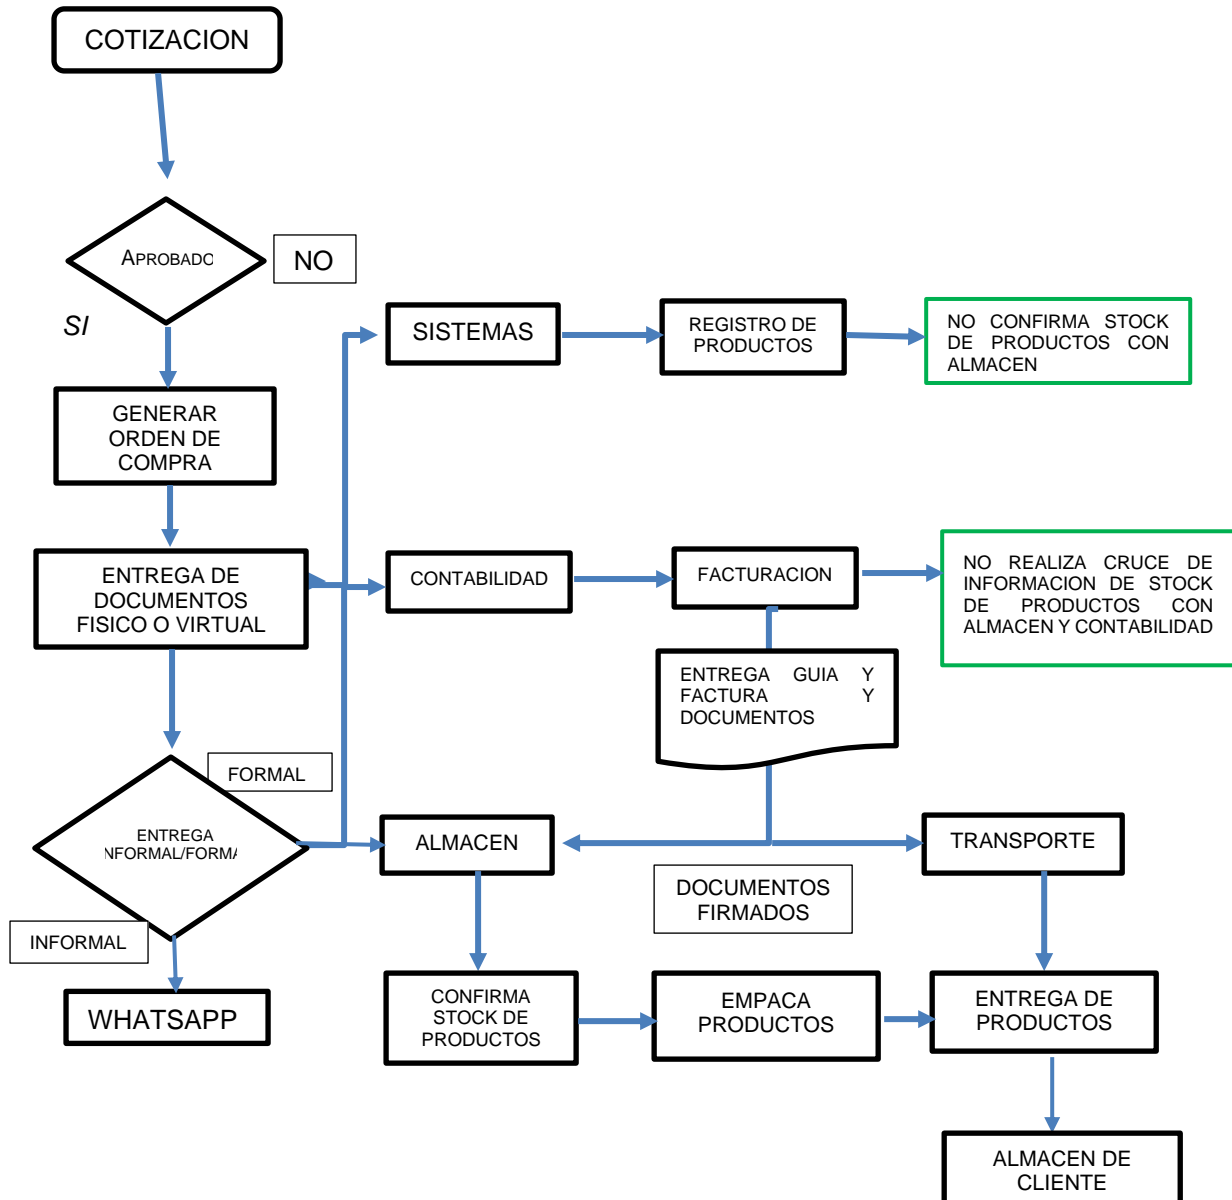 COTIZACION
APROBADO
NO
SI
SISTEMAS
REGISTRO DE
PRODUCTOS
NO CONFIRMA STOCK
DE PRODUCTOS CON
ALMACEN
GENERAR
ORDEN DE
COMPRA
ENTREGA DE
DOCUMENTOS
FISICO O VIRTUAL
CONTABILIDAD
FACTURACION
NO REALIZA CRUCE DE
INFORMACION DE STOCK
DE PRODUCTOS CON
ALMACEN Y CONTABILIDAD
ENTREGA GUIA Y
FACTURA Y
DOCUMENTOS
FORMAL
ENTREGA
NFORMAL/FORMA
INFORMAL
WHATSAPP
ALMACEN
TRANSPORTE
DOCUMENTOS
FIRMADOS
CONFIRMA
STOCK DE
PRODUCTOS
EMPACA
PRODUCTOS
ENTREGA DE
PRODUCTOS
ALMACEN DE
CLIENTE